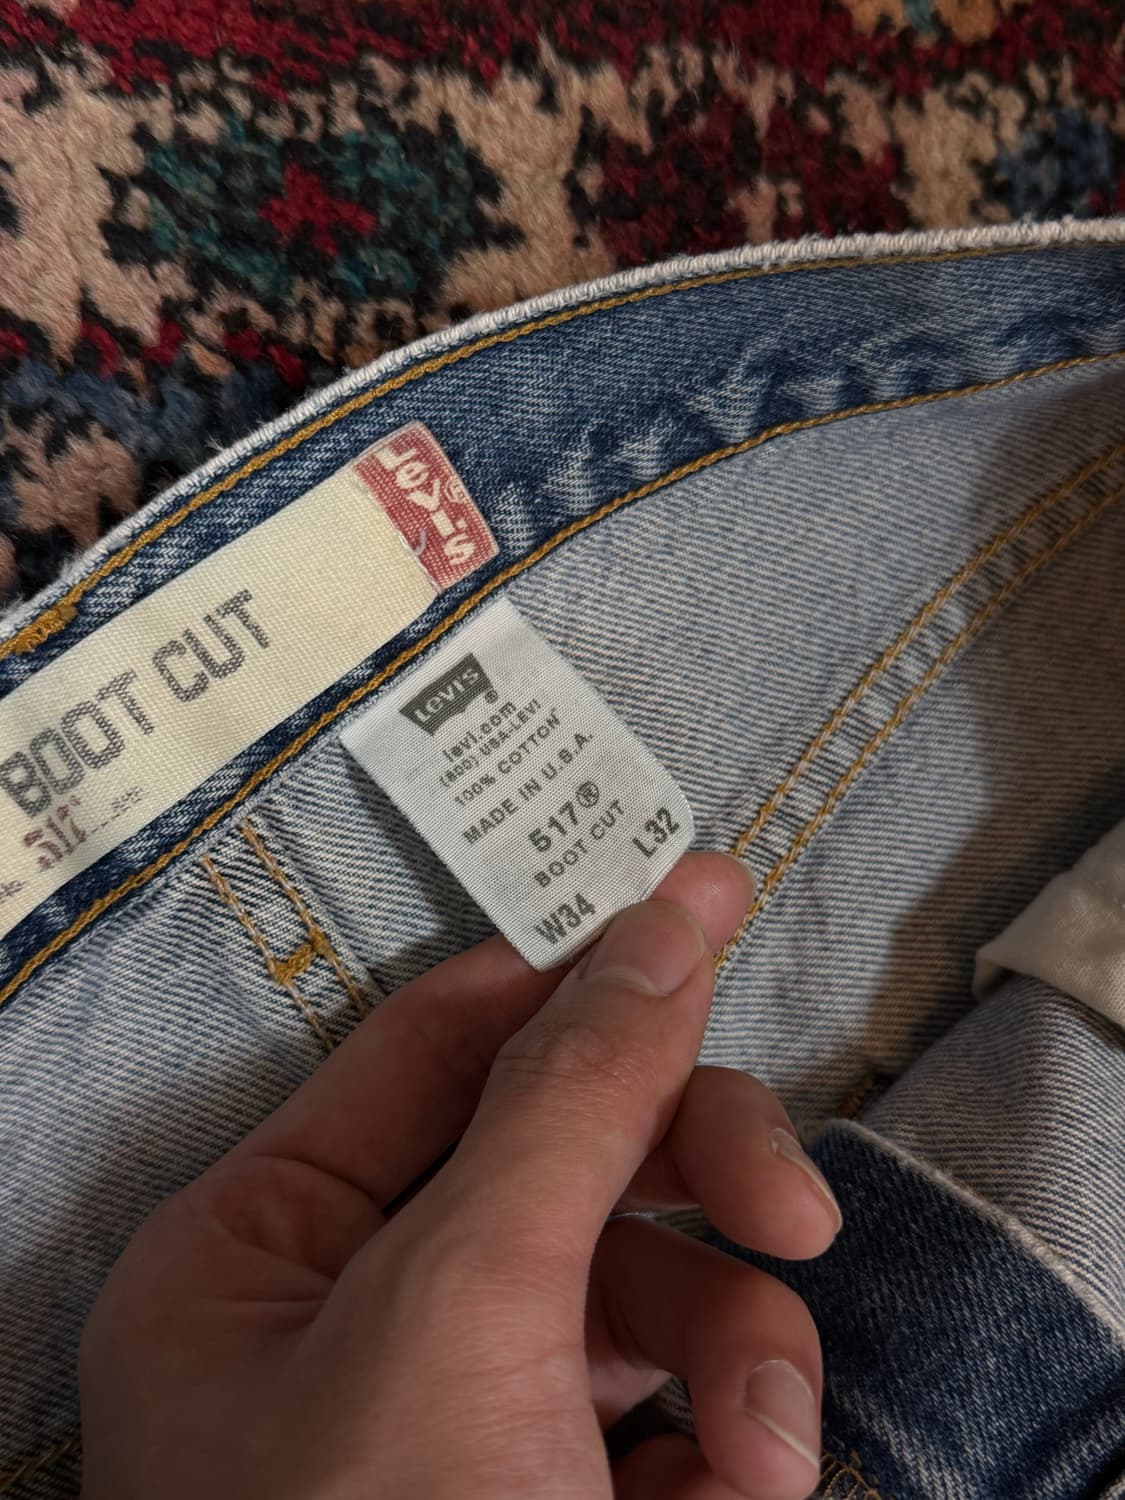 LEVI'S®
BOOT CUT
517
Levi's®
levi.com
(800) USA-LEVI
100% COTTON
MADE IN U.S.A.
517®
BOOT CUT
W34 L32